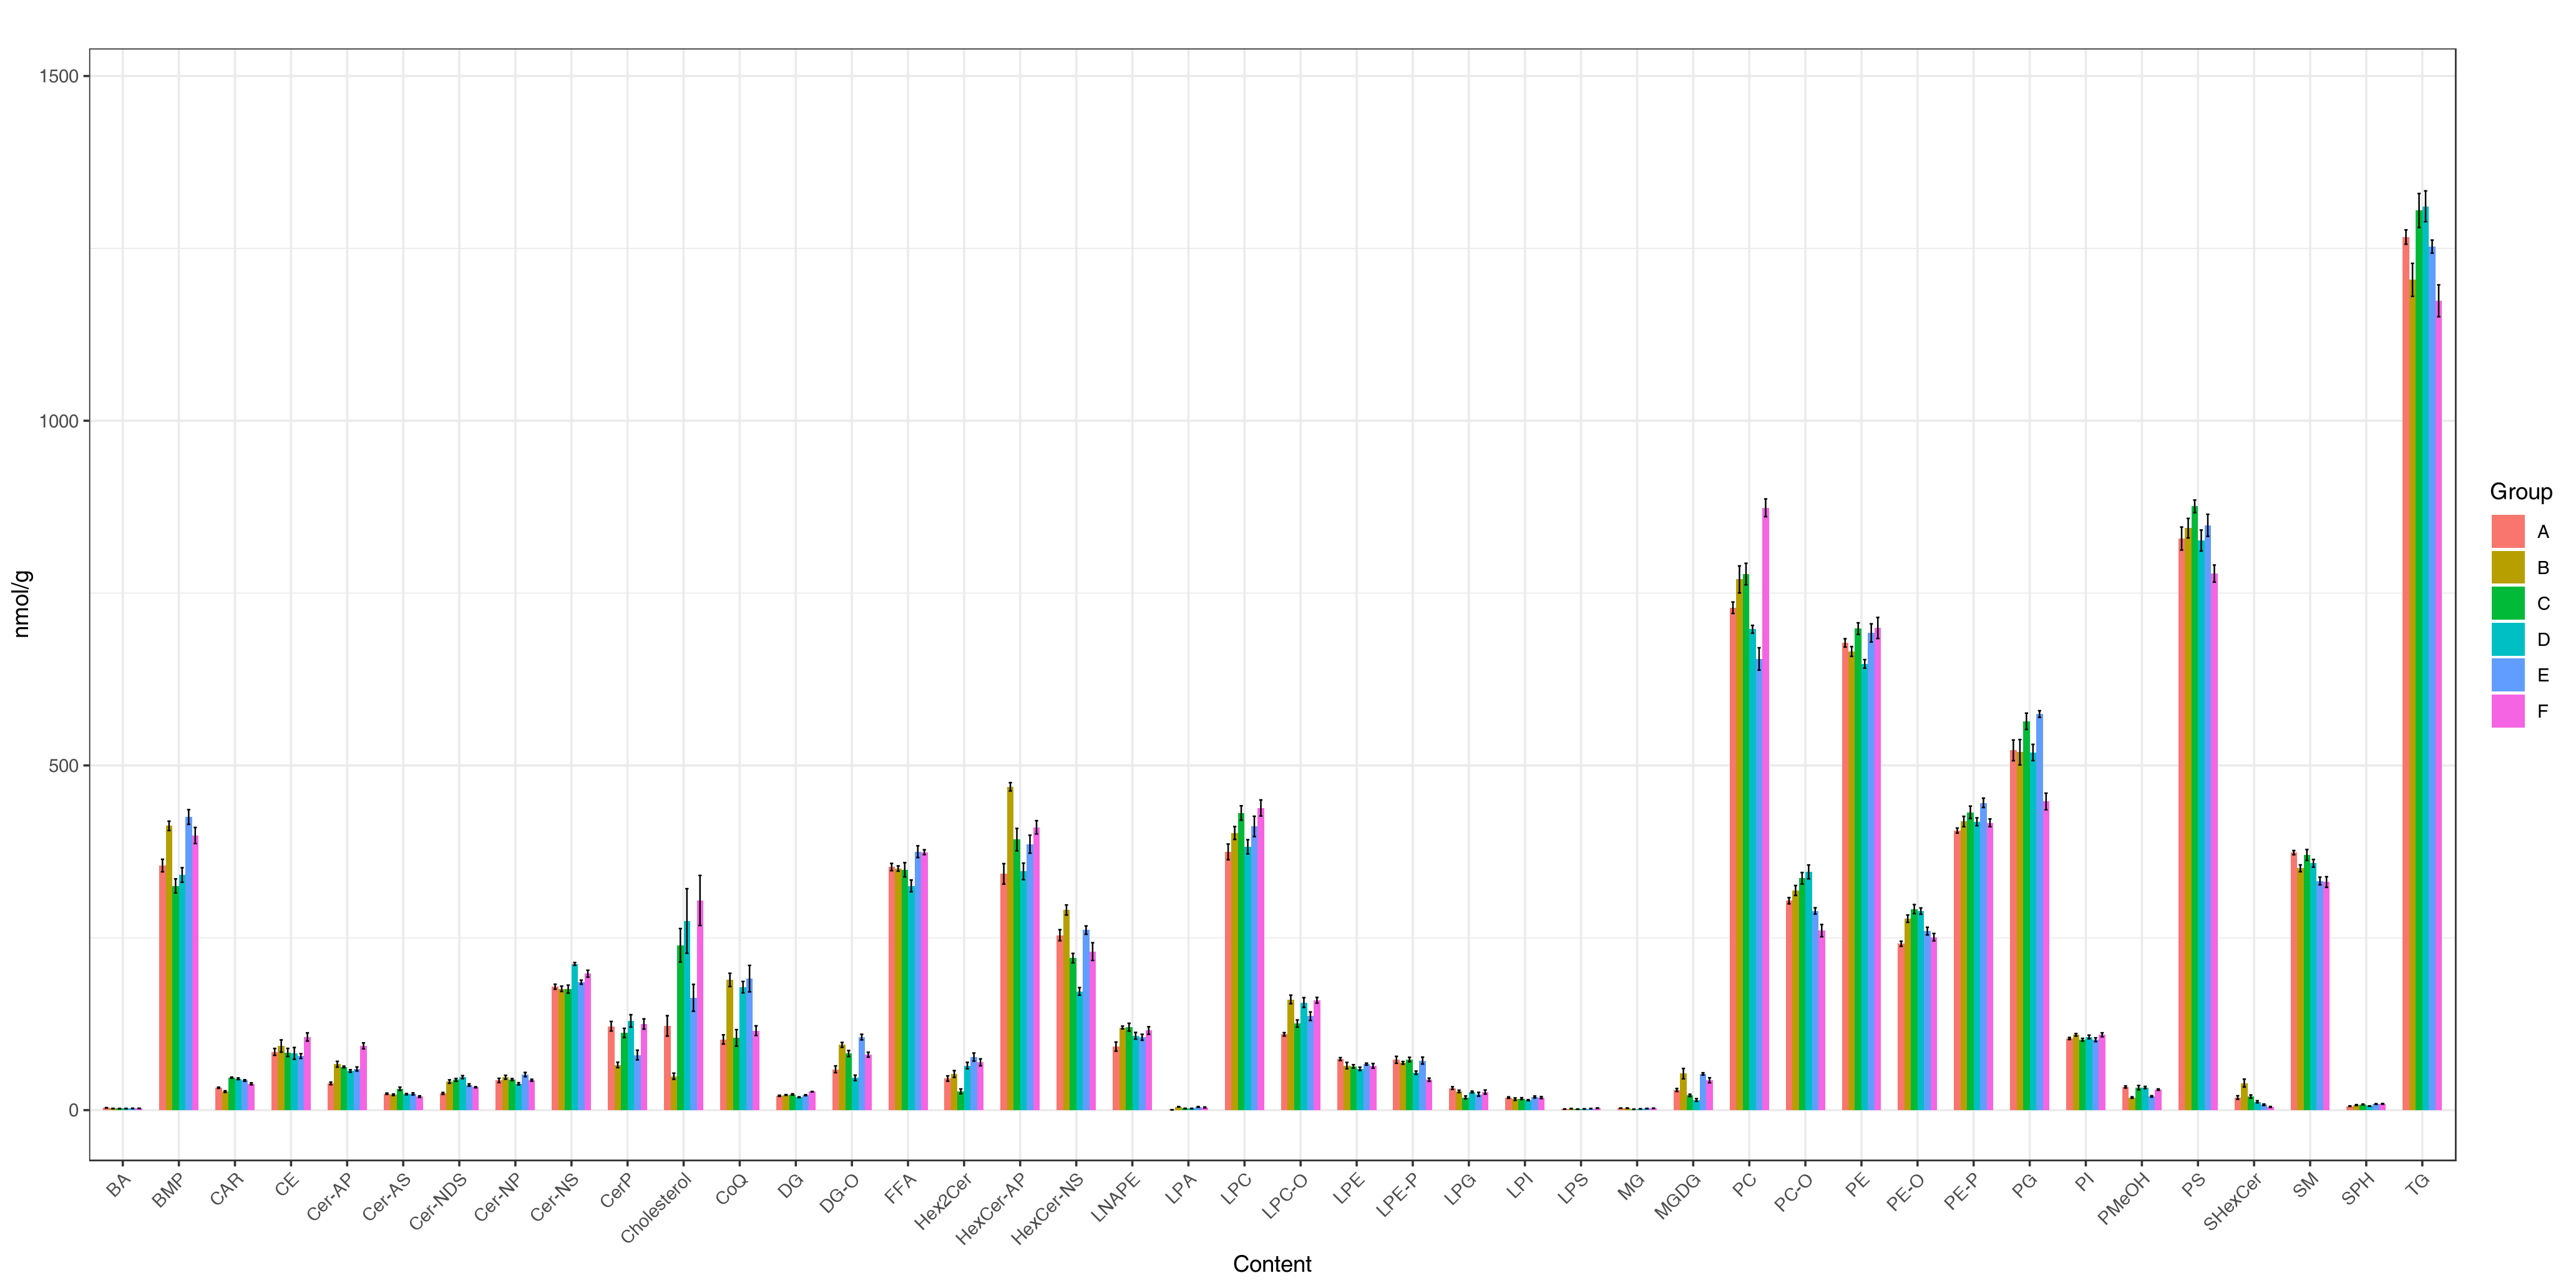 1500
1000
500
0
nmol/g
BA
BMP
CAR
CE
Cer-AP
Cer-AS
Cer-NDS
Cer-NP
Cer-NS
CerP
Cholesterol
CoQ
DG
DG-O
FFA
Hex2Cer
HexCer-AP
HexCer-NS
LNAPE
LPA
LPC
LPC-O
LPE
LPE-P
LPG
LPI
LPS
MG
MGDG
PC
PC-O
PE
PE-O
PE-P
PG
PI
PMeOH
PS
SHexCer
SM
SPH
TG
Content
Group
A
B
C
D
E
F